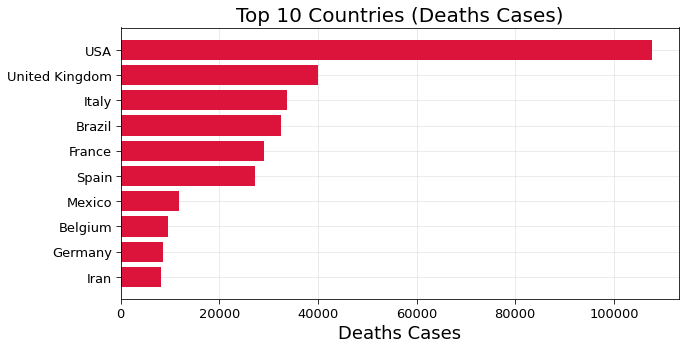 Top 10 Countries (Deaths Cases)
USA
United Kingdom
Italy
Brazil
France
Spain
Mexico
Belgium
Germany
Iran
0 20000 40000 60000 80000 100000
Deaths Cases